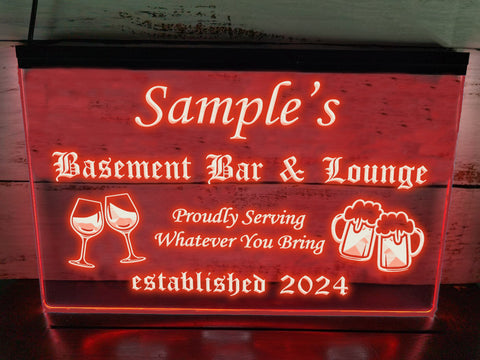 Sample's
Basement Bar & Lounge
Proudly Serving
Whatever You Bring
established 2024